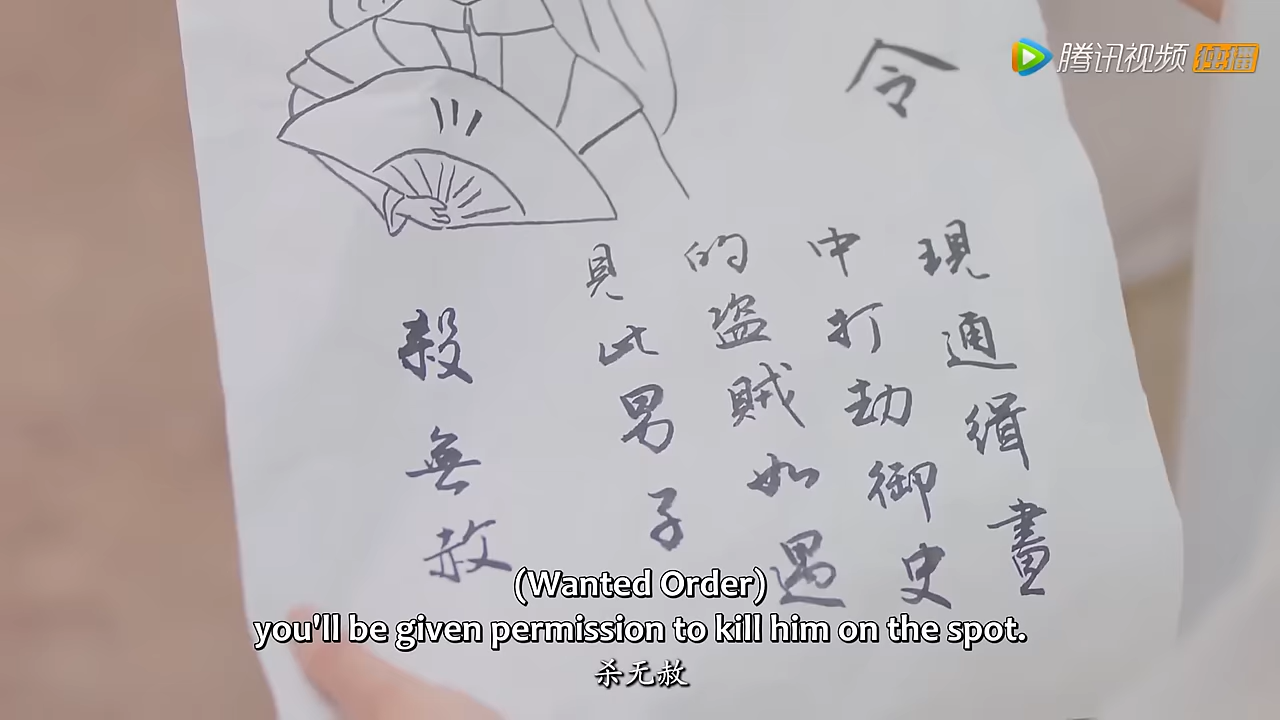 腾讯视频 独播
令
現通緝畫
中打劫御史
的盜賊如遇
見此男子
殺無赦
(Wanted Order)
you'll be given permission to kill him on the spot.
杀无赦